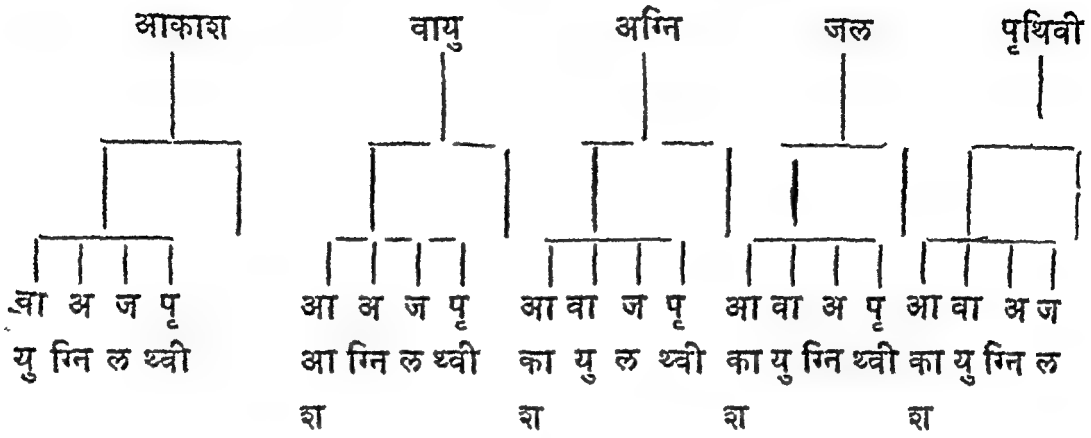 आकाश वायु अग्नि जल पृथिवी
वा अ ज पृ आ अ ज पृ आ वा ज पृ आ वा अ पृ आ वा अ ज
यु ग्नि ल थ्वी आ ग्नि ल थ्वी का यु ल थ्वी का यु ग्नि थ्वी का यु ग्नि ल
श श श श